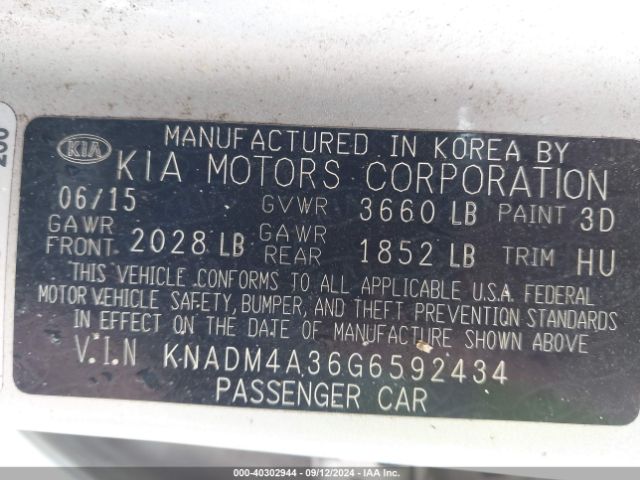 MANUFACTURED IN KOREA BY
KIA KIA MOTORS CORPORATION
06/15 GVWR 3660 LB PAINT 3D
GAWR FRONT 2028 LB GAWR REAR 1852 LB TRIM HU
THIS VEHICLE CONFORMS TO ALL APPLICABLE U.S.A. FEDERAL
MOTOR VEHICLE SAFETY, BUMPER, AND THEFT PREVENTION STANDARDS
IN EFFECT ON THE DATE OF MANUFACTURE SHOWN ABOVE
V.I.N KNADM4A36G6592434
PASSENGER CAR
000-40302944 - 09/12/2024 - IAA Inc.